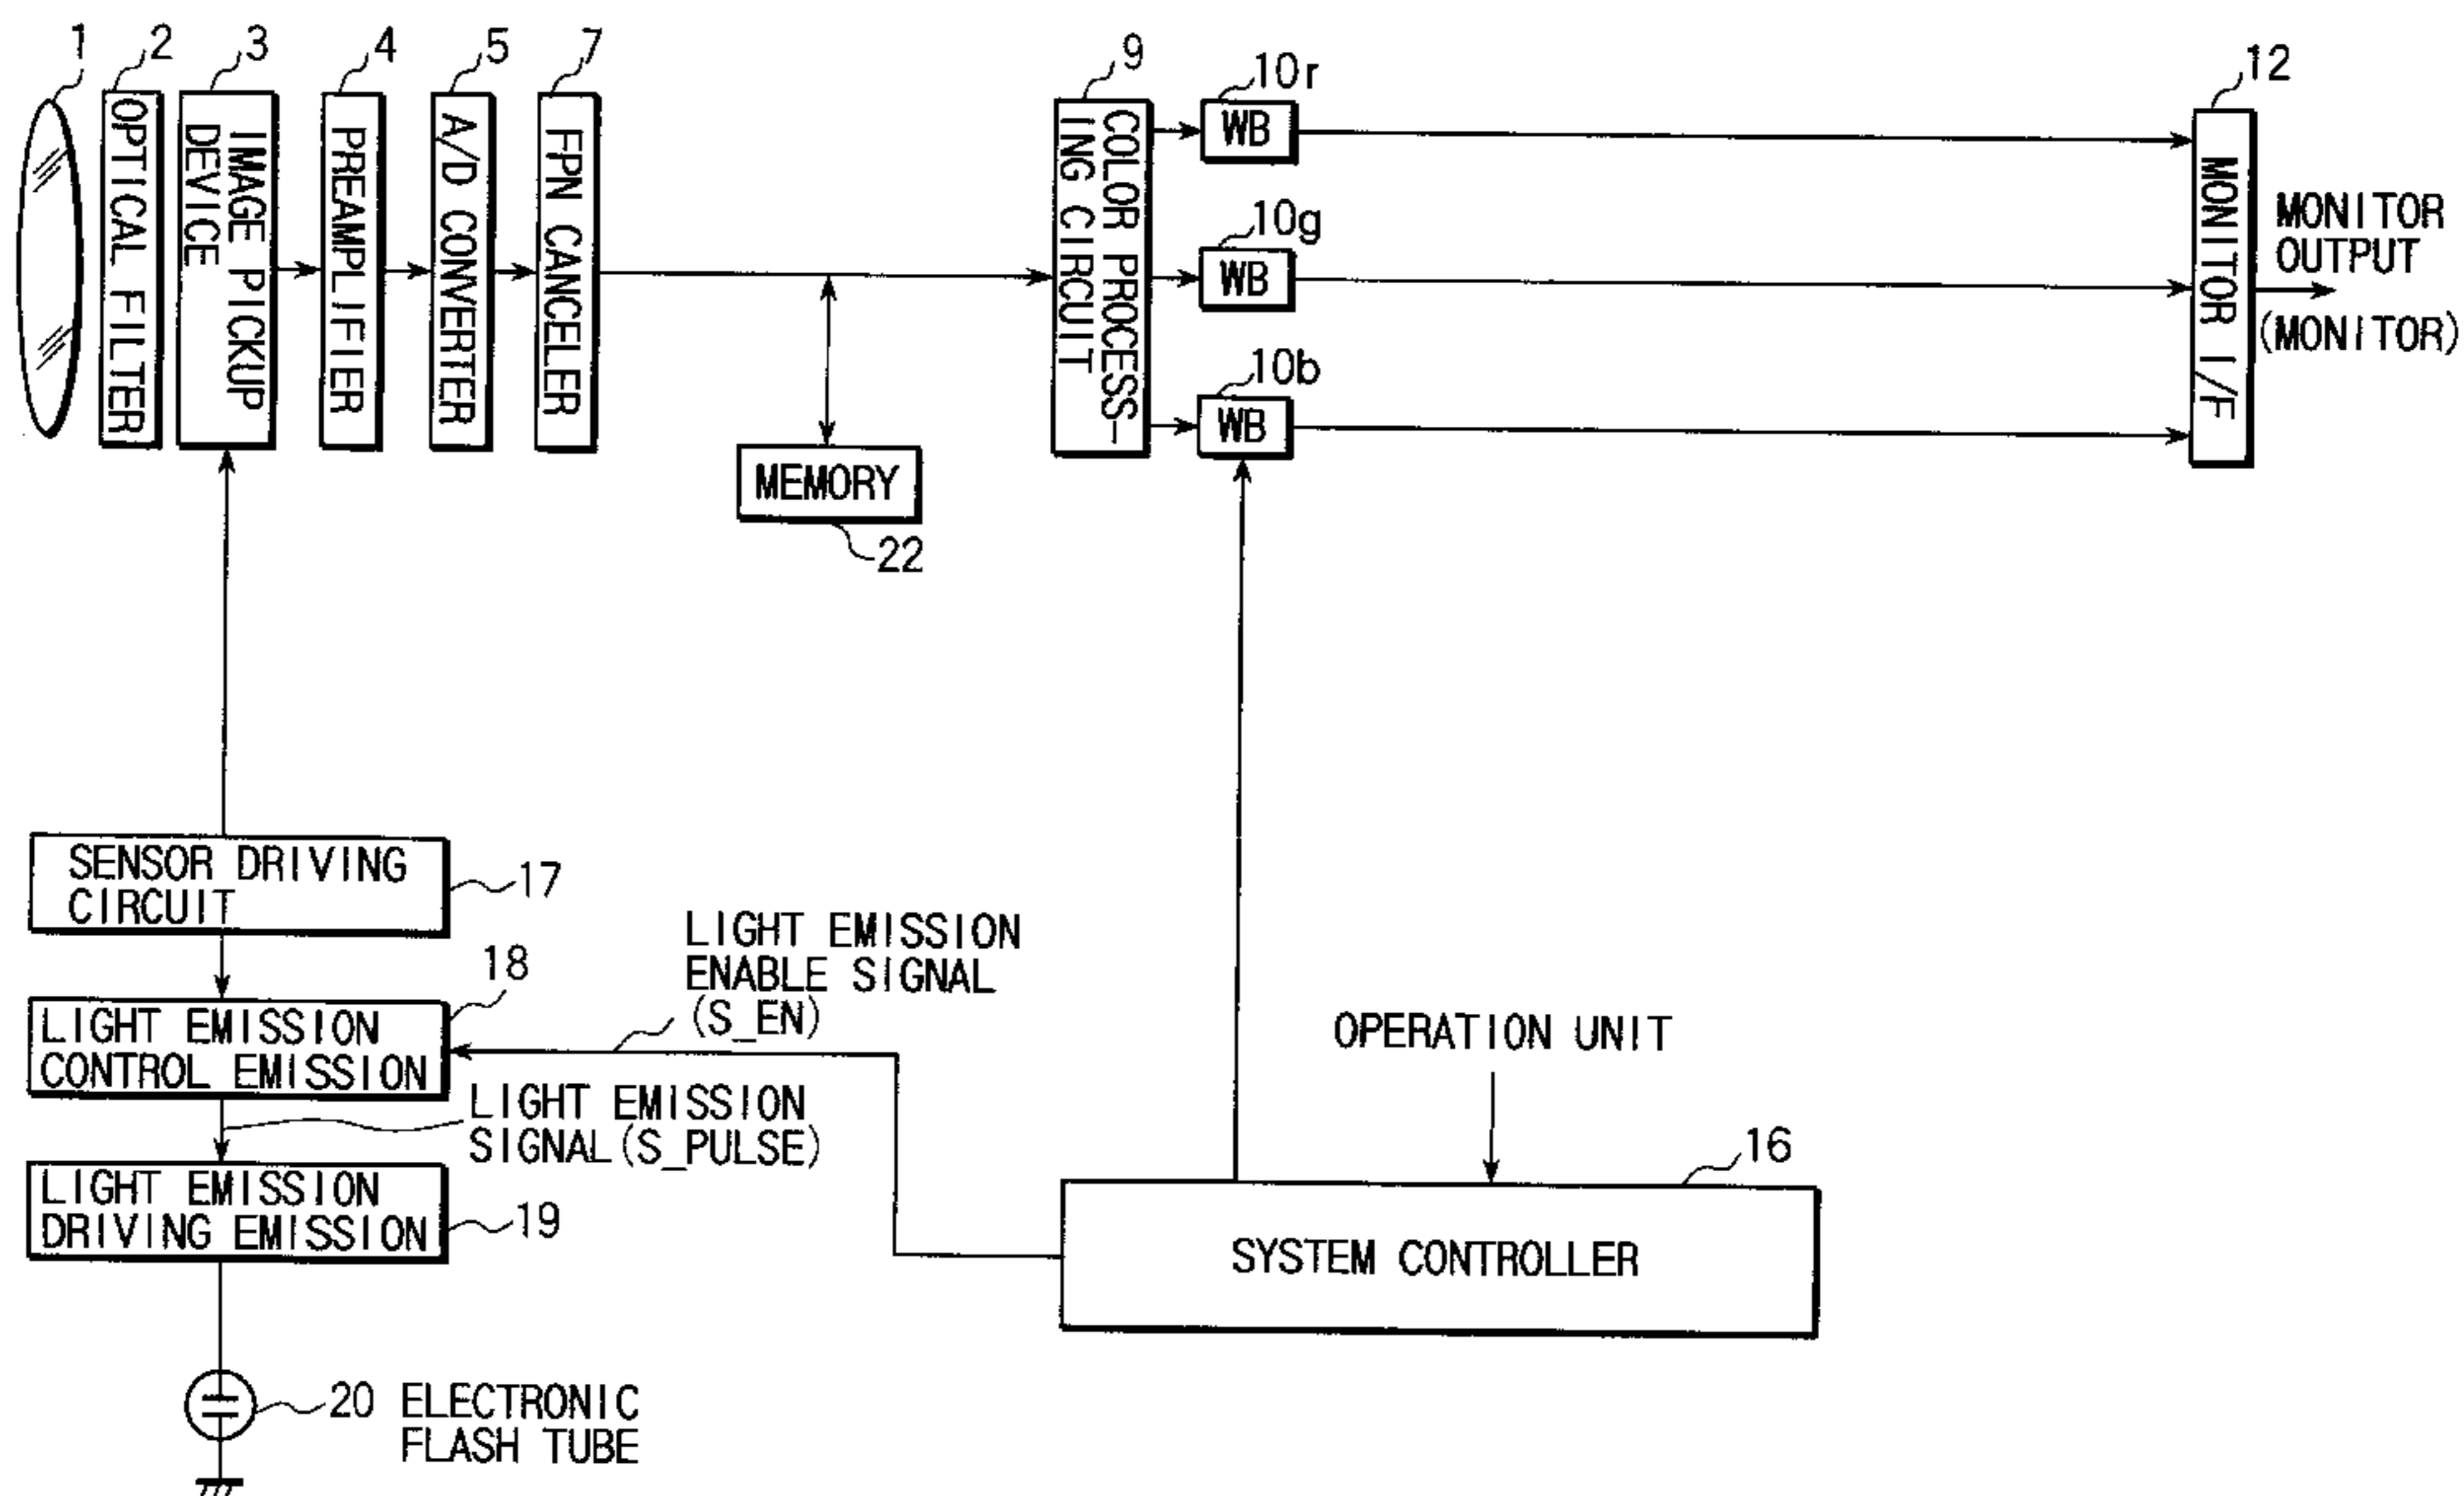 1
2
3
4
5
7
9
10r
12
OPTICAL FILTER
IMAGE PICKUP
DEVICE
PREAMPLIFIER
A/D CONVERTER
FPN CANCELER
COLOR PROCESS-
ING CIRCUIT
WB
10g
WB
10b
WB
MONITOR I/F
MONITOR
OUTPUT
(MONITOR)
MEMORY
22
SENSOR DRIVING
CIRCUIT
17
LIGHT EMISSION
ENABLE SIGNAL
(S_EN)
18
LIGHT EMISSION
CONTROL EMISSION
OPERATION UNIT
LIGHT EMISSION
SIGNAL(S_PULSE)
16
LIGHT EMISSION
DRIVING EMISSION
19
SYSTEM CONTROLLER
20
ELECTRONIC
FLASH TUBE